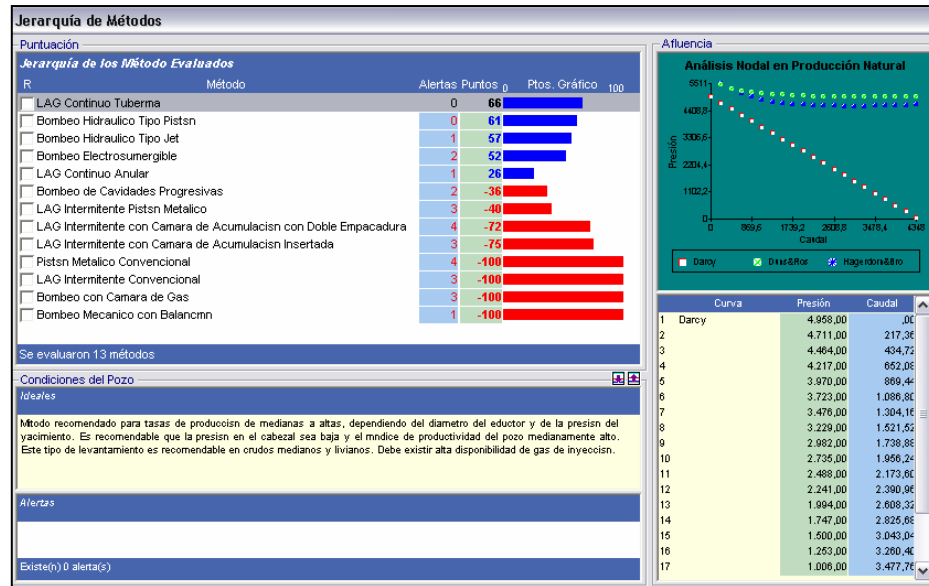 Jerarquía de Métodos
Puntuación
Jerarquía de los Método Evaluados
R Método Alertas Puntos 0 Ptos. Gráfico 100
LAG Continuo Tuberma 0 66
Bombeo Hidraulico Tipo Pistsn 0 61
Bombeo Hidraulico Tipo Jet 1 57
Bombeo Electrosumergible 2 52
LAG Continuo Anular 1 26
Bombeo de Cavidades Progresivas 2 -36
LAG Intermitente Pistsn Metalico 3 -40
LAG Intermitente con Camara de Acumulacisn con Doble Empacadura 4 -72
LAG Intermitente con Camara de Acumulacisn Insertada 3 -75
Pistsn Metalico Convencional 4 -100
LAG Intermitente Convencional 3 -100
Bombeo con Camara de Gas 3 -100
Bombeo Mecanico con Balancmn 1 -100
Se evaluaron 13 métodos
Condiciones del Pozo
Ideales
Mitodo recomendado para tasas de produccisn de medianas a altas, dependiendo del diametro del eductor y de la presisn del
yacimiento. Es recomendable que la presisn en el cabezal sea baja y el mndice de productividad del pozo medianamente alto.
Este tipo de levantamiento es recomendable en crudos medianos y livianos. Debe existir alta disponibilidad de gas de inyeccisn.
Alertas
Existe(n) 0 alerta(s)
Afluencia
Análisis Nodal en Producción Natural
Presión
5511
4408,8
3306,6
2204,4
1102,2
0
0 869,6 1739,2 2608,8 3478,4 4348
Caudal
Darcy Duns&Ros Hagerdorn&Bro
Curva Presión Caudal
1 Darcy 4.958,00 ,00
2 4.711,00 217,36
3 4.464,00 434,72
4 4.217,00 652,08
5 3.970,00 869,44
6 3.723,00 1.086,80
7 3.476,00 1.304,16
8 3.229,00 1.521,52
9 2.982,00 1.738,88
10 2.735,00 1.956,24
11 2.488,00 2.173,60
12 2.241,00 2.390,96
13 1.994,00 2.608,32
14 1.747,00 2.825,68
15 1.500,00 3.043,04
16 1.253,00 3.260,40
17 1.006,00 3.477,76